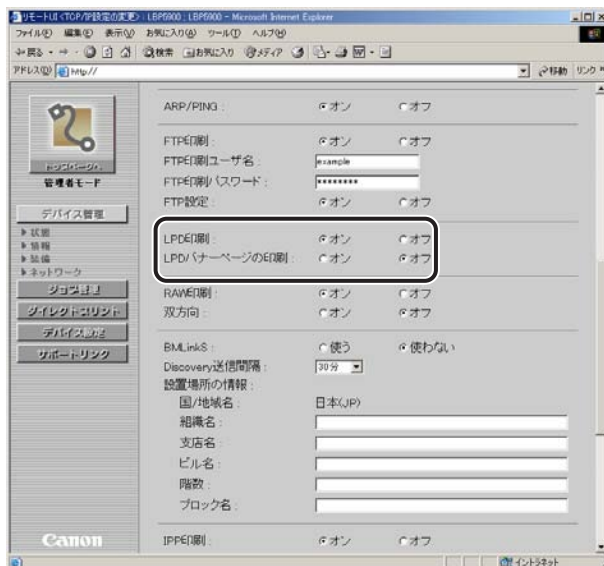 リモートUI <TOP/IP設定の変更> : LBP5900 ; LBP5900 - Microsoft Internet Explorer
ファイル(F) 編集(E) 表示(V) お気に入り(A) ツール(T) ヘルプ(H)
戻る 検索 お気に入り メディア
アドレス(D) http:// 移動 リンク »
ARP/PING : オン オフ
FTP印刷 : オン オフ
FTP印刷ユーザ名 : example
FTP印刷パスワード : ********
FTP設定 : オン オフ
LPD印刷 : オン オフ
LPDバナーページの印刷 : オン オフ
RAW印刷 : オン オフ
双方向 : オン オフ
BMLinkS : 使う 使わない
Discovery送信間隔 : 30分
設置場所の情報 :
国/地域名 : 日本(JP)
組織名 :
支店名 :
ビル名 :
階数 :
ブロック名 :
IPP印刷 : オン オフ
トップページへ
管理者モード
デバイス管理
状態
情報
装備
ネットワーク
ジョブ管理
ダイレクトプリント
デバイス設定
サポートリンク
Canon
イントラネット